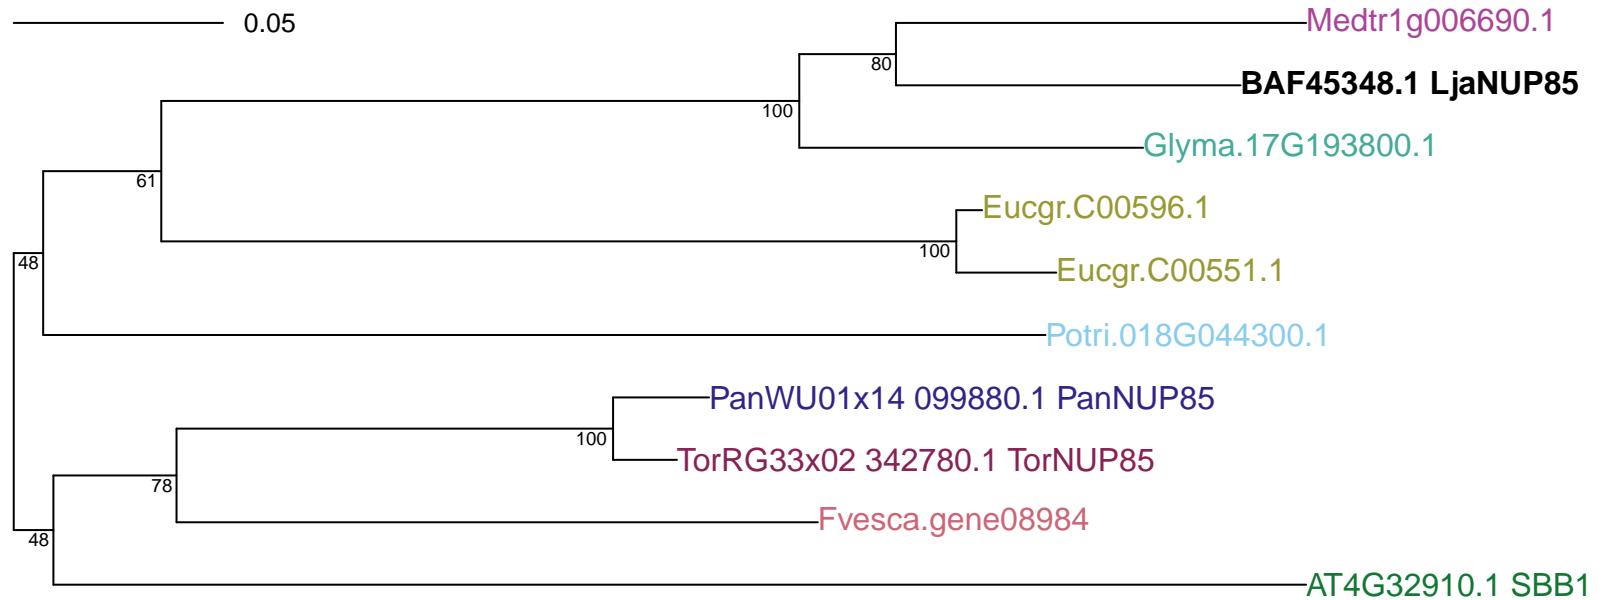 0.05
Medtr1g006690.1
80
BAF45348.1 LjaNUP85
100
Glyma.17G193800.1
61
Eucgr.C00596.1
100
48
Eucgr.C00551.1
Potri.018G044300.1
PanWU01x14 099880.1 PanNUP85
100
TorRG33x02 342780.1 TorNUP85
78
Fvesca.gene08984
48
AT4G32910.1 SBB1